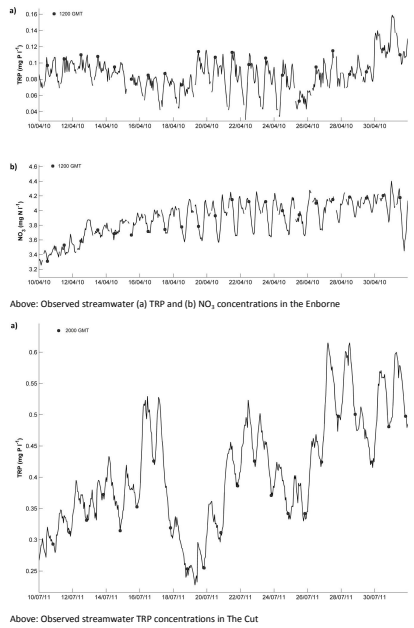 a)
1200 GMT
TRP (mg P l⁻¹)
0.16
0.14
0.12
0.1
0.08
0.06
0.04
10/04/10 12/04/10 14/04/10 16/04/10 18/04/10 20/04/10 22/04/10 24/04/10 26/04/10 28/04/10 30/04/10
b)
1200 GMT
NO₃ (mg N l⁻¹)
4.6
4.4
4.2
4
3.8
3.6
3.4
3.2
10/04/10 12/04/10 14/04/10 16/04/10 18/04/10 20/04/10 22/04/10 24/04/10 26/04/10 28/04/10 30/04/10
Above: Observed streamwater (a) TRP and (b) NO₃ concentrations in the Enborne
a)
2000 GMT
TRP (mg P l⁻¹)
0.6
0.55
0.5
0.45
0.4
0.35
0.3
0.25
10/07/11 12/07/11 14/07/11 16/07/11 18/07/11 20/07/11 22/07/11 24/07/11 26/07/11 28/07/11 30/07/11
Above: Observed streamwater TRP concentrations in The Cut